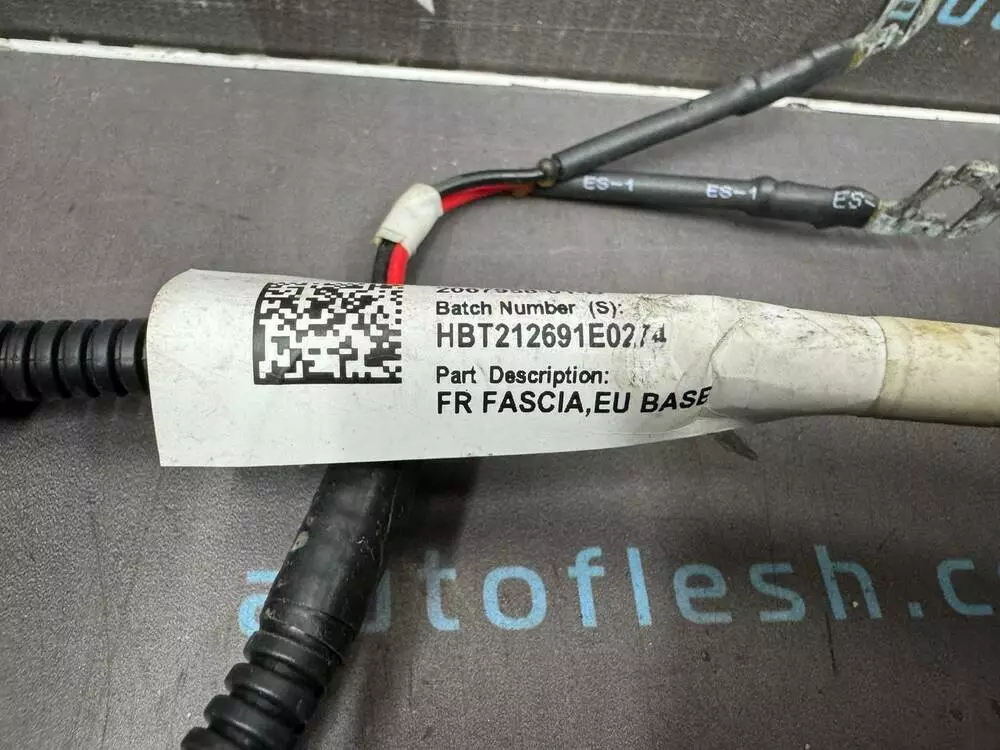 Batch Number (S):
HBT212691E0274
Part Description:
FR FASCIA,EU BASE
ES-1
ES-1
ES-
autoflesh.c